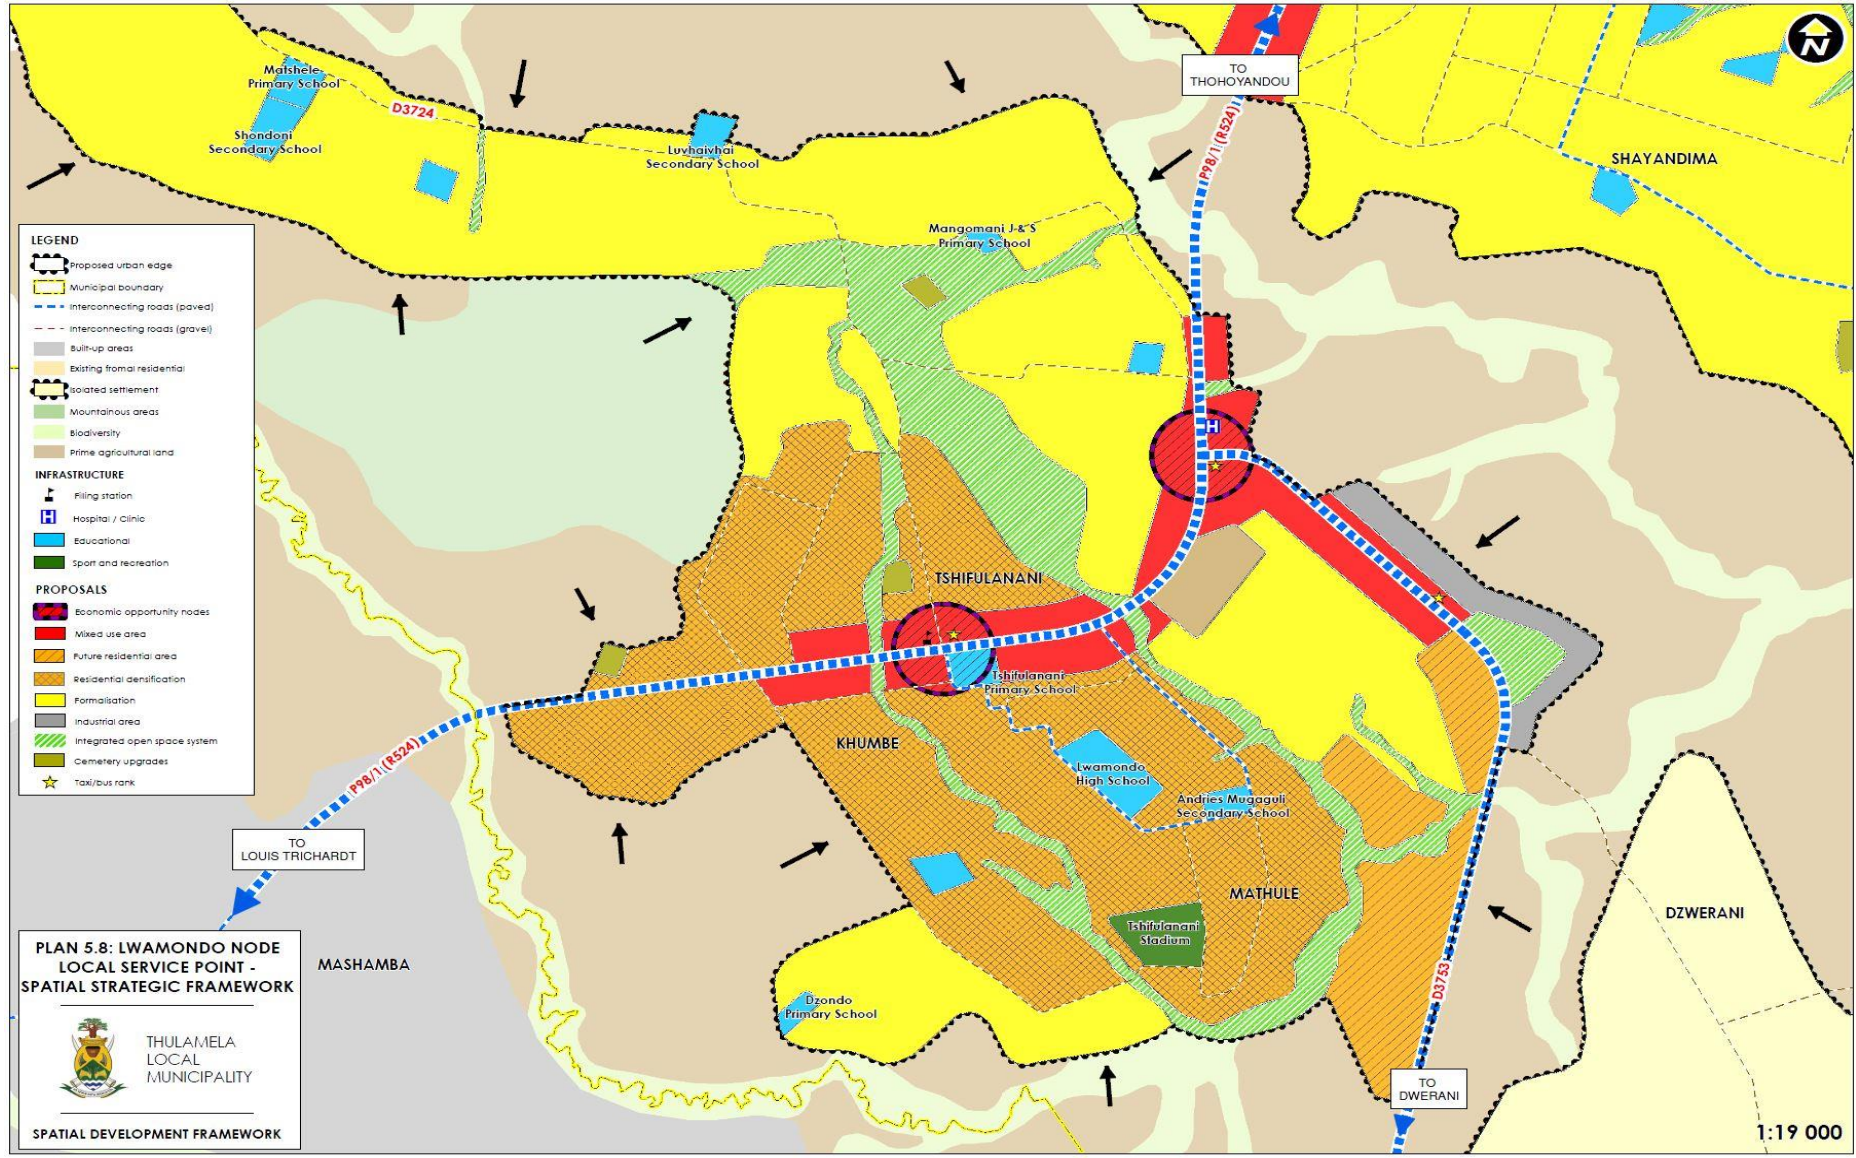 TO
THOHOYANDOU
N
Matshele
Primary School
D3724
Shondoni
Secondary School
Luvhaivhai
Secondary School
P98/1 (R524)
SHAYANDIMA
Mangomani J & S
Primary School
LEGEND
Proposed urban edge
Municipal boundary
Interconnecting roads (paved)
Interconnecting roads (gravel)
Built-up areas
Existing fromal residential
Isolated settlement
Mountainous areas
Biodiversity
Prime agricultural land
INFRASTRUCTURE
Filling station
H
Hospital / Clinic
Educational
Sport and recreation
PROPOSALS
Economic opportunity nodes
Mixed use area
Future residential area
Residential densification
Formalisation
Industrial area
Integrated open space system
Cemetery upgrades
Taxi/bus rank
H
TSHIFULANANI
Tshifulanani
Primary School
KHUMBE
Lwamondo
High School
Andries Mugaguli
Secondary School
P98/1 (R524)
TO
LOUIS TRICHARDT
MATHULE
DZWERANI
Tshifulanani
Stadium
MASHAMBA
D3753
Dzondo
Primary School
TO
DWERANI
PLAN 5.8: LWAMONDO NODE
LOCAL SERVICE POINT -
SPATIAL STRATEGIC FRAMEWORK
THULAMELA
LOCAL
MUNICIPALITY
SPATIAL DEVELOPMENT FRAMEWORK
1:19 000